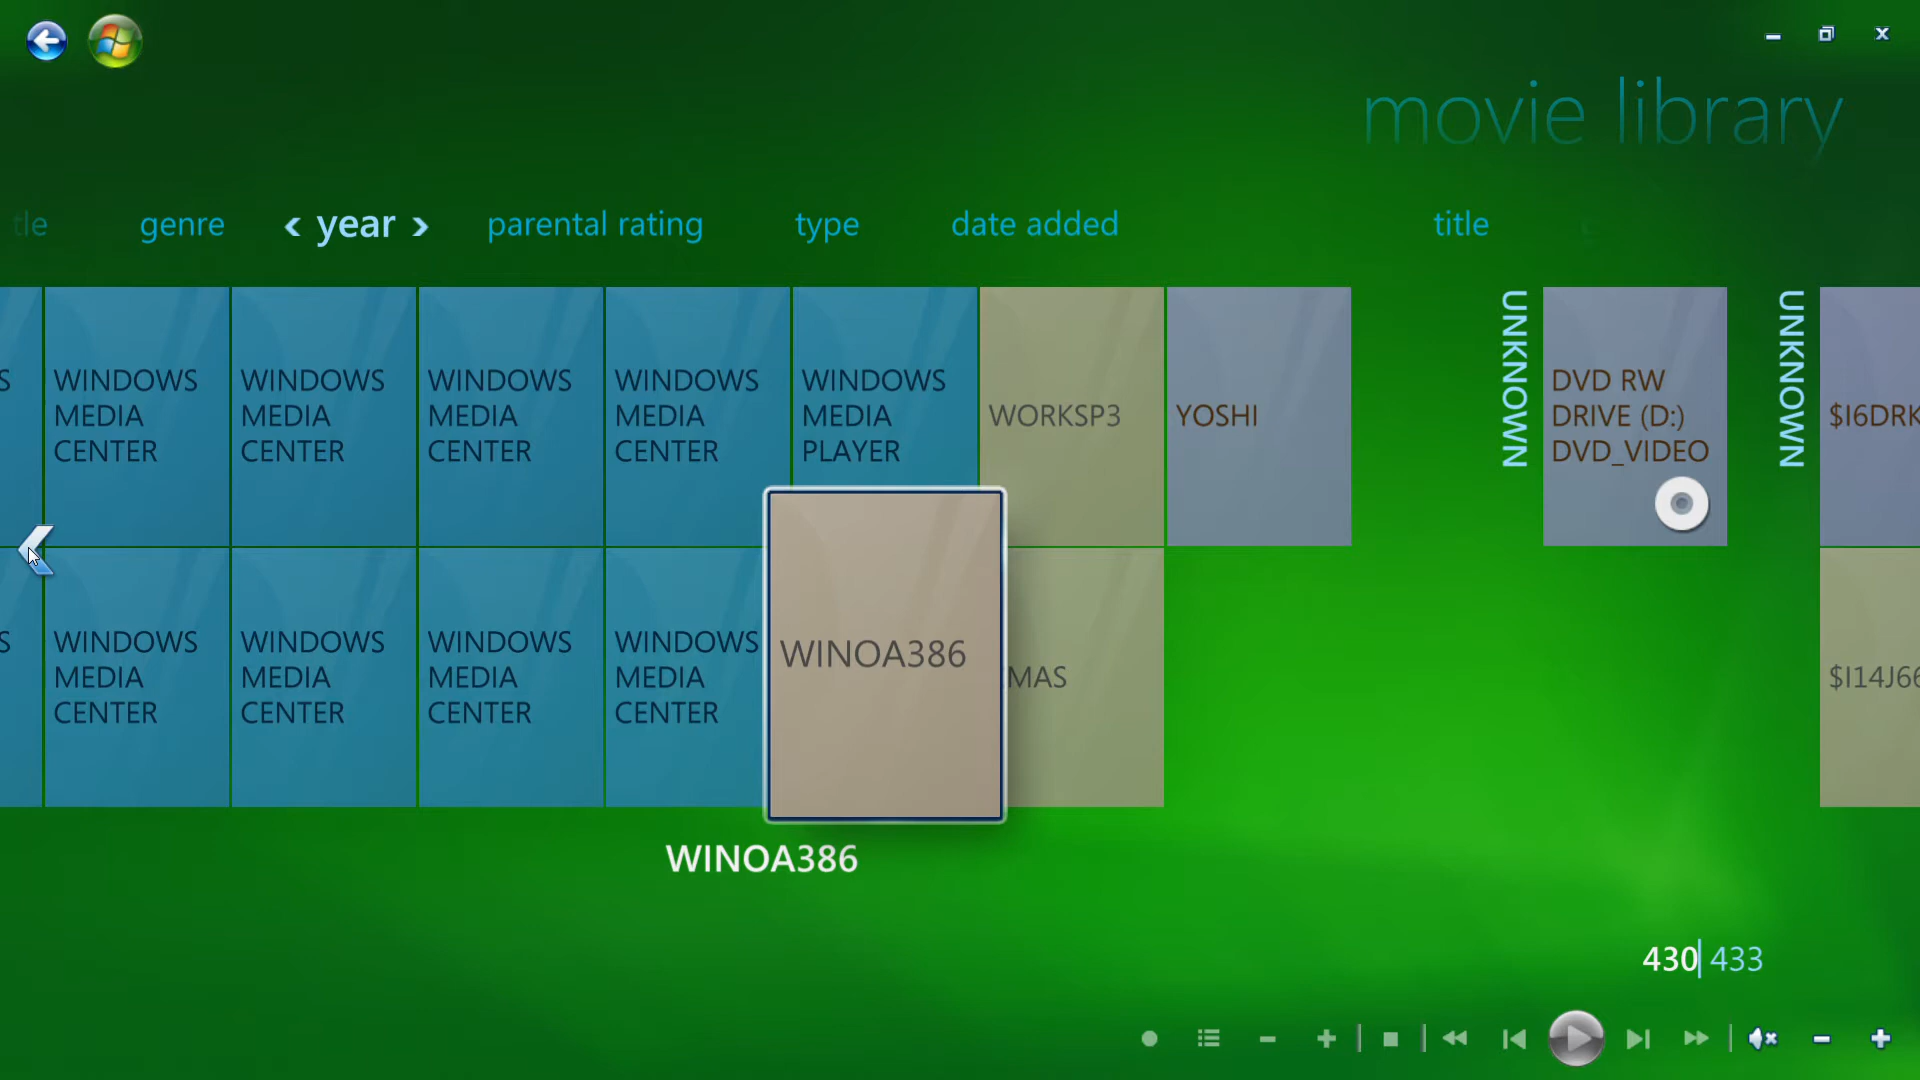 movie library
tle
genre
year
parental rating
type
date added
title
S
WINDOWS
MEDIA
CENTER
WINDOWS
MEDIA
CENTER
WINDOWS
MEDIA
CENTER
WINDOWS
MEDIA
CENTER
WINDOWS
MEDIA
PLAYER
WORKSP3
YOSHI
UNKNOWN
DVD RW
DRIVE (D:)
DVD_VIDEO
UNKNOWN
$I6DRK
S
WINDOWS
MEDIA
CENTER
WINDOWS
MEDIA
CENTER
WINDOWS
MEDIA
CENTER
WINDOWS
MEDIA
CENTER
WINOA386
MAS
$I14J66
WINOA386
430 433